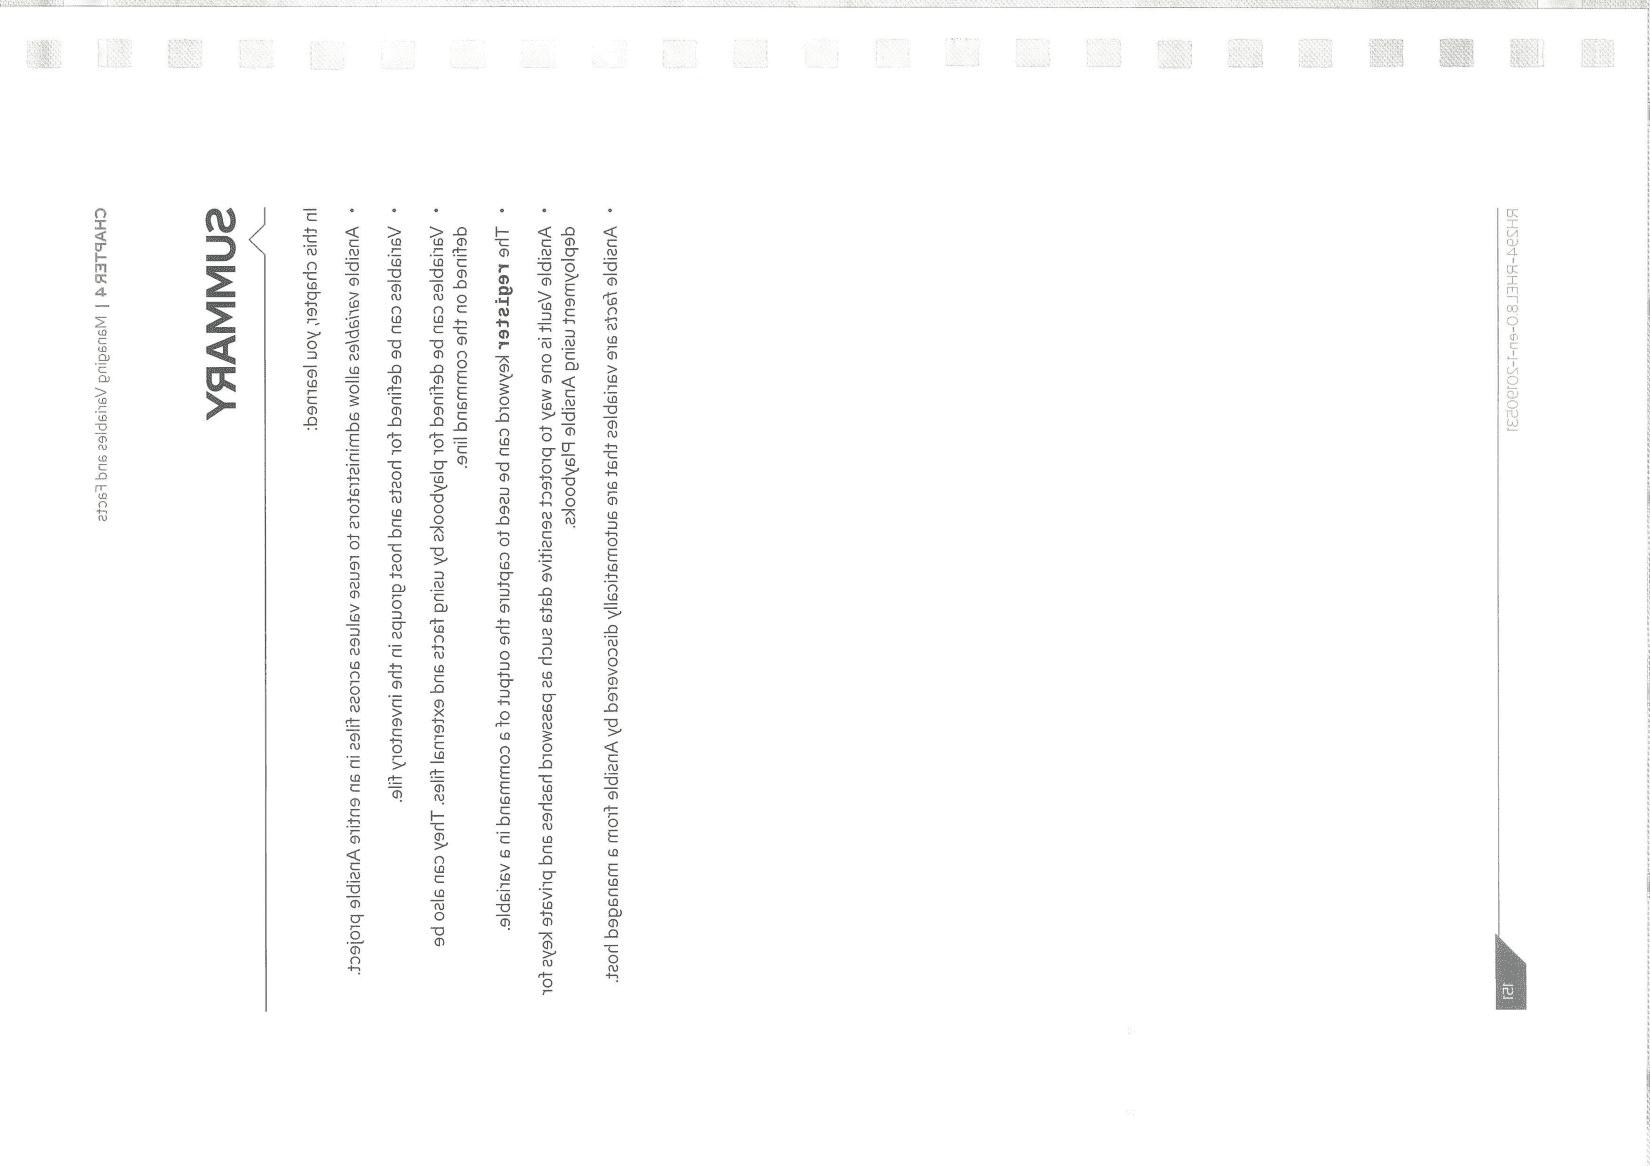 CHAPTER 4 | Managing Variables and Facts
SUMMARY
In this chapter, you learned:
• Ansible variables allow administrators to reuse values across files in an entire Ansible project.
• Variables can be defined for hosts and host groups in the inventory file.
• Variables can be defined for playbooks by using facts and external files. They can also be
defined on the command line.
• The register keyword can be used to capture the output of a command in a variable.
• Ansible Vault is one way to protect sensitive data such as password hashes and private keys for
deployment using Ansible Playbooks.
• Ansible facts are variables that are automatically discovered by Ansible from a managed host.
RH294-RHEL8.0-en-1-20190531
151